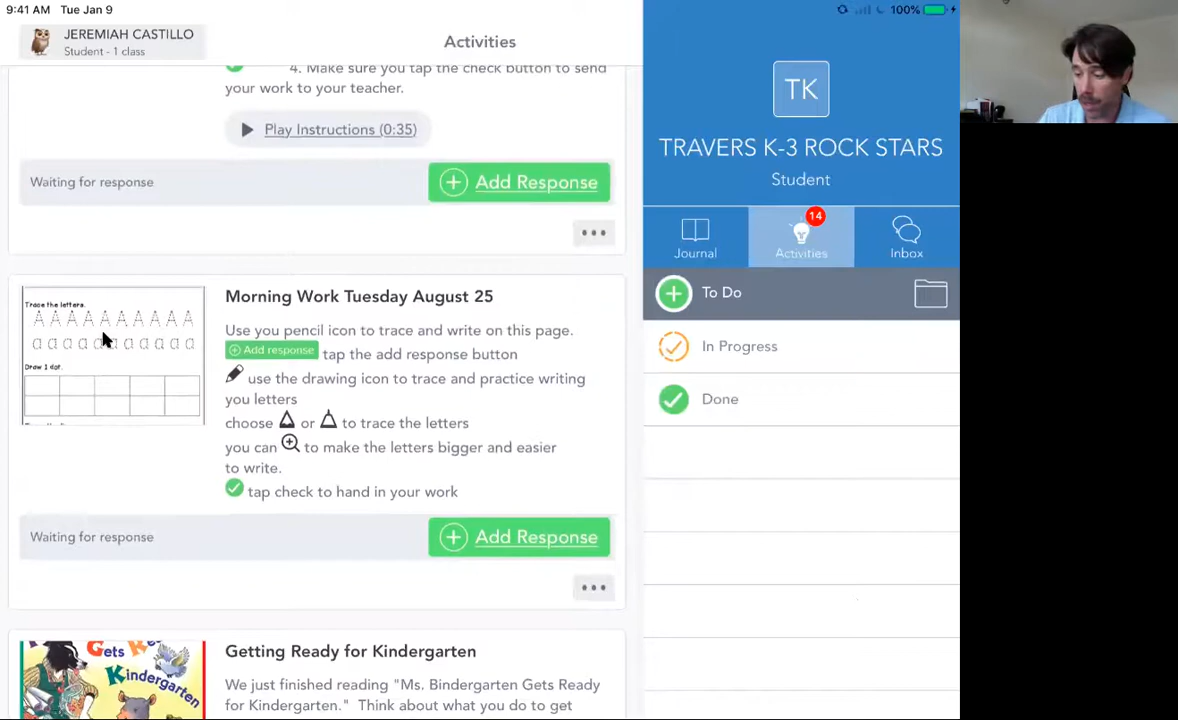 9:41 AM Tue Jan 9
100%
JEREMIAH CASTILLO
Student - 1 class
Activities
4. Make sure you tap the check button to send
your work to your teacher.
Play Instructions (0:35)
Waiting for response
Add Response
Trace the letters.
A A A A A A A A A A
a a a a a a a a a a
Draw 1 dot.
Morning Work Tuesday August 25
Use you pencil icon to trace and write on this page.
Add response tap the add response button
use the drawing icon to trace and practice writing
you letters
choose or to trace the letters
you can to make the letters bigger and easier
to write.
tap check to hand in your work
Waiting for response
Add Response
Gets
Kindergarten
Getting Ready for Kindergarten
We just finished reading "Ms. Bindergarten Gets Ready
for Kindergarten." Think about what you do to get
TK
TRAVERS K-3 ROCK STARS
Student
Journal
14
Activities
Inbox
To Do
In Progress
Done